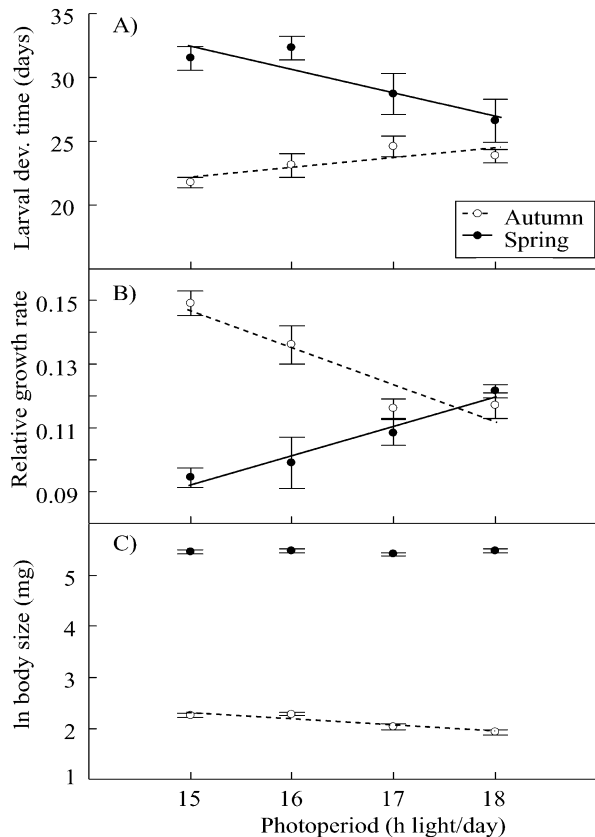 A)
Larval dev. time (days)
35
30
25
20
Autumn
Spring
B)
Relative growth rate
0.15
0.13
0.11
0.09
C)
ln body size (mg)
5
4
3
2
1
15 16 17 18
Photoperiod (h light/day)